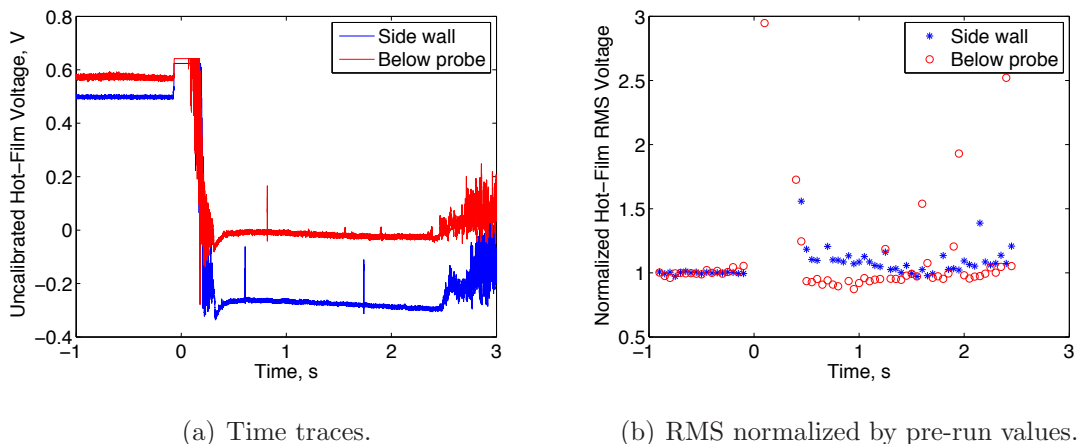 Uncalibrated Hot−Film Voltage, V
0.8
0.6
0.4
0.2
0
−0.2
−0.4
−1
0
1
2
3
Time, s
Side wall
Below probe
(a) Time traces.
Normalized Hot−Film RMS Voltage
3
2.5
2
1.5
1
0.5
−1
0
1
2
3
Time, s
Side wall
Below probe
(b) RMS normalized by pre-run values.